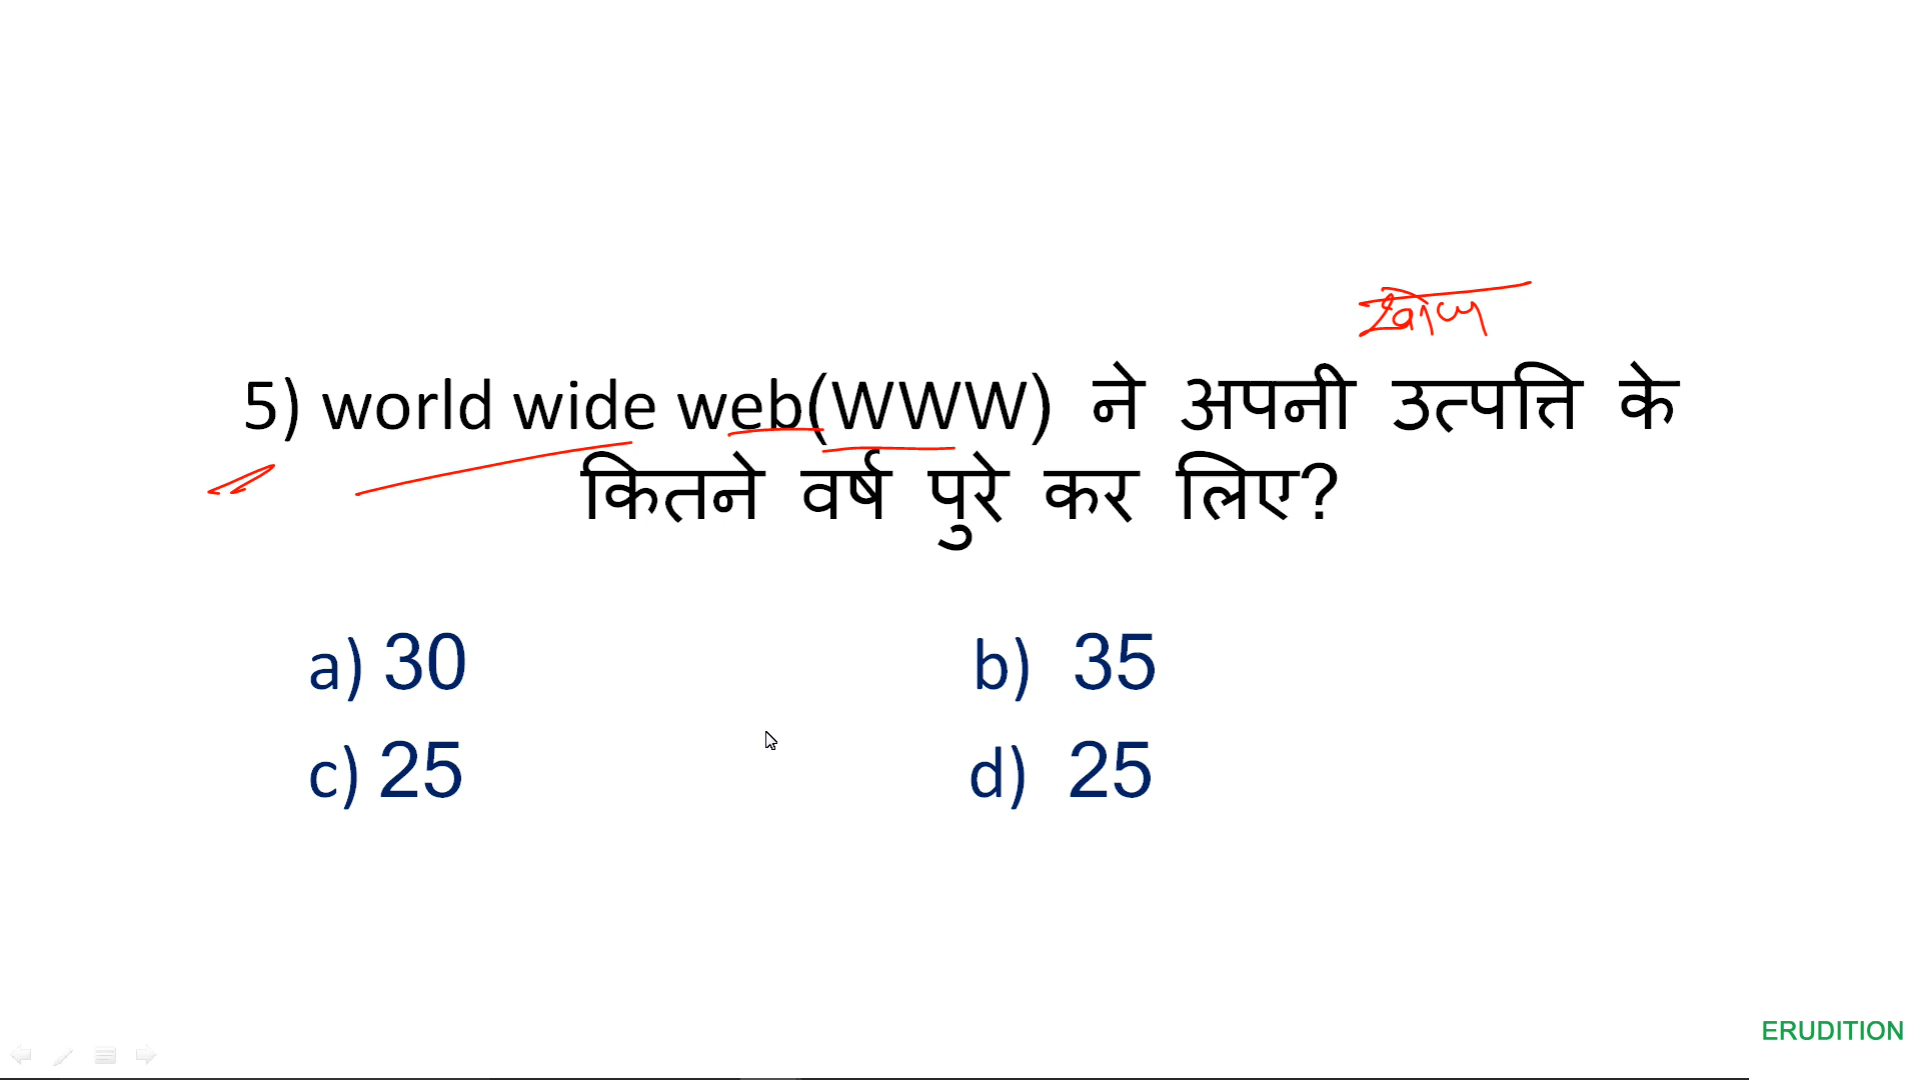 5) world wide web(WWW) ने अपनी उत्पत्ति के
कितने वर्ष पुरे कर लिए?
a) 30 b) 35
c) 25 d) 25
ERUDITION